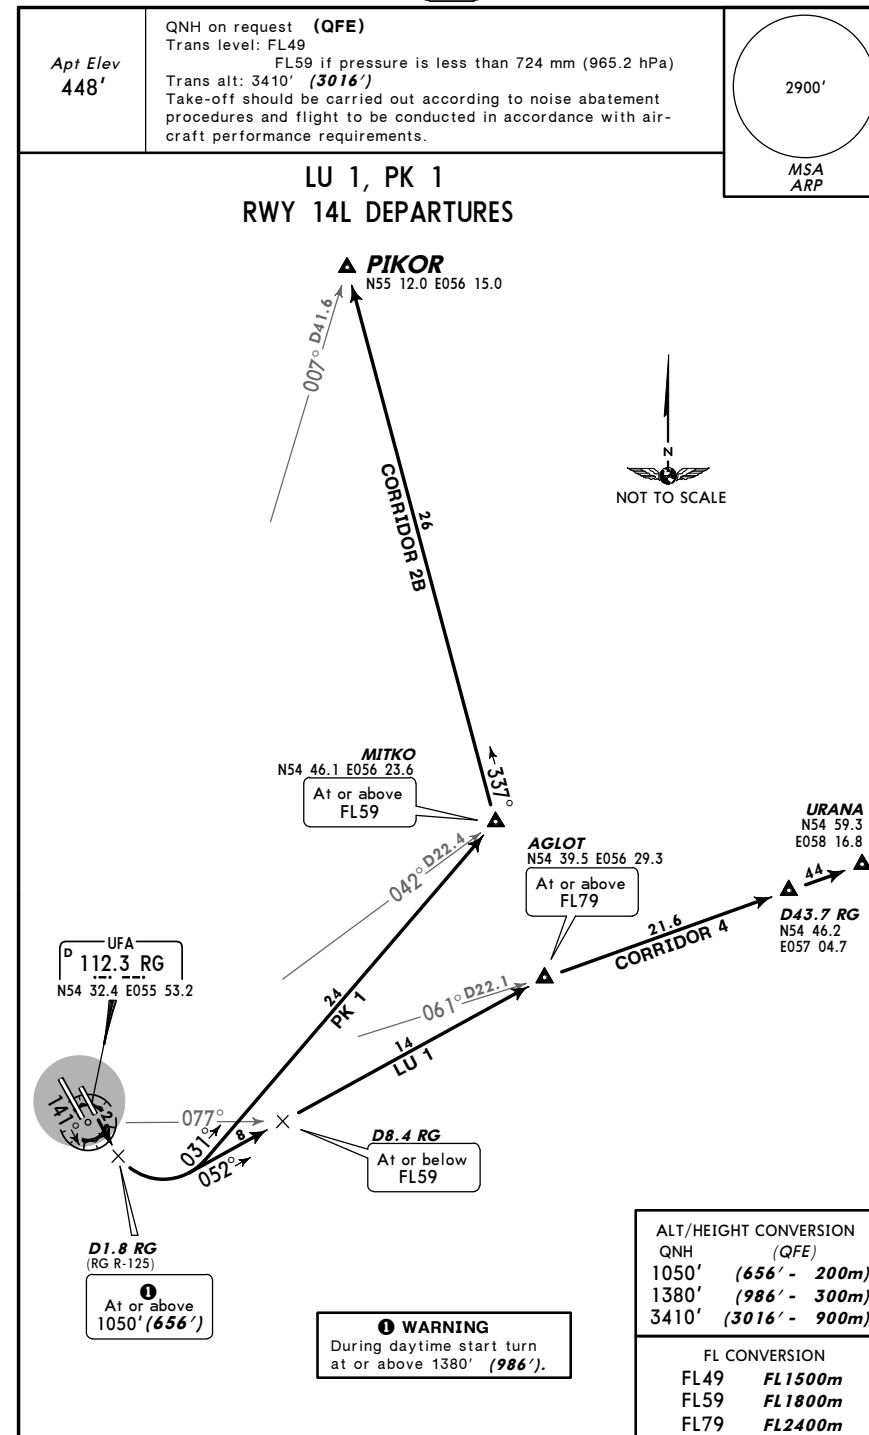 Apt Elev
448'
QNH on request (QFE)
Trans level: FL49
FL59 if pressure is less than 724 mm (965.2 hPa)
Trans alt: 3410' (3016')
Take-off should be carried out according to noise abatement
procedures and flight to be conducted in accordance with air-
craft performance requirements.
2900'
MSA
ARP
LU 1, PK 1
RWY 14L DEPARTURES
PIKOR
N55 12.0 E056 15.0
007° D41.6
N
NOT TO SCALE
26
CORRIDOR 2B
337°
MITKO
N54 46.1 E056 23.6
At or above
FL59
042° D22.4
AGLOT
N54 39.5 E056 29.3
At or above
FL79
URANA
N54 59.3
E058 16.8
44
D43.7 RG
N54 46.2
E057 04.7
21.6
CORRIDOR 4
061° D22.1
24
PK 1
14
LU 1
UFA
D 112.3 RG
N54 32.4 E055 53.2
141°
2
077°
031°
052°
8
D8.4 RG
At or below
FL59
D1.8 RG
(RG R-125)
1
At or above
1050' (656')
1 WARNING
During daytime start turn
at or above 1380' (986').
ALT/HEIGHT CONVERSION
QNH (QFE)
1050' (656' - 200m)
1380' (986' - 300m)
3410' (3016' - 900m)
FL CONVERSION
FL49 FL1500m
FL59 FL1800m
FL79 FL2400m